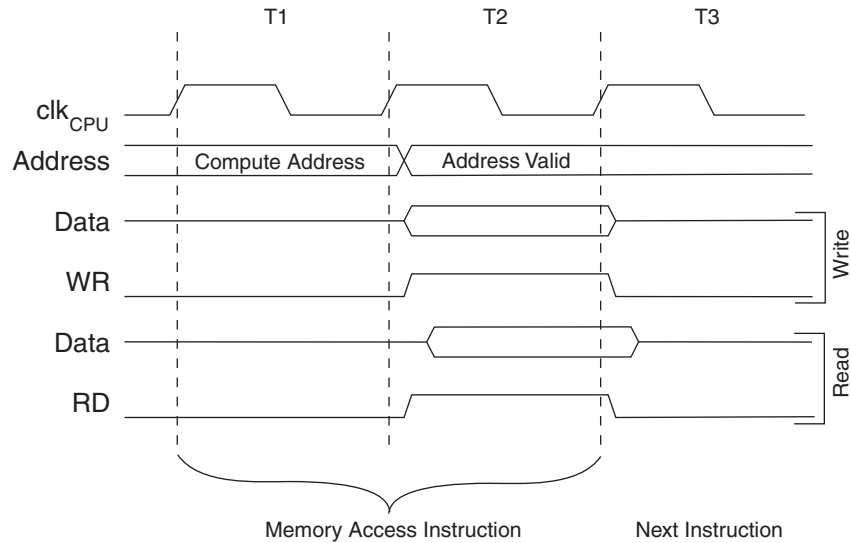 T1 T2 T3
clkCPU
Address Compute Address Address Valid
Data
WR
Write
Data
RD
Read
Memory Access Instruction Next Instruction